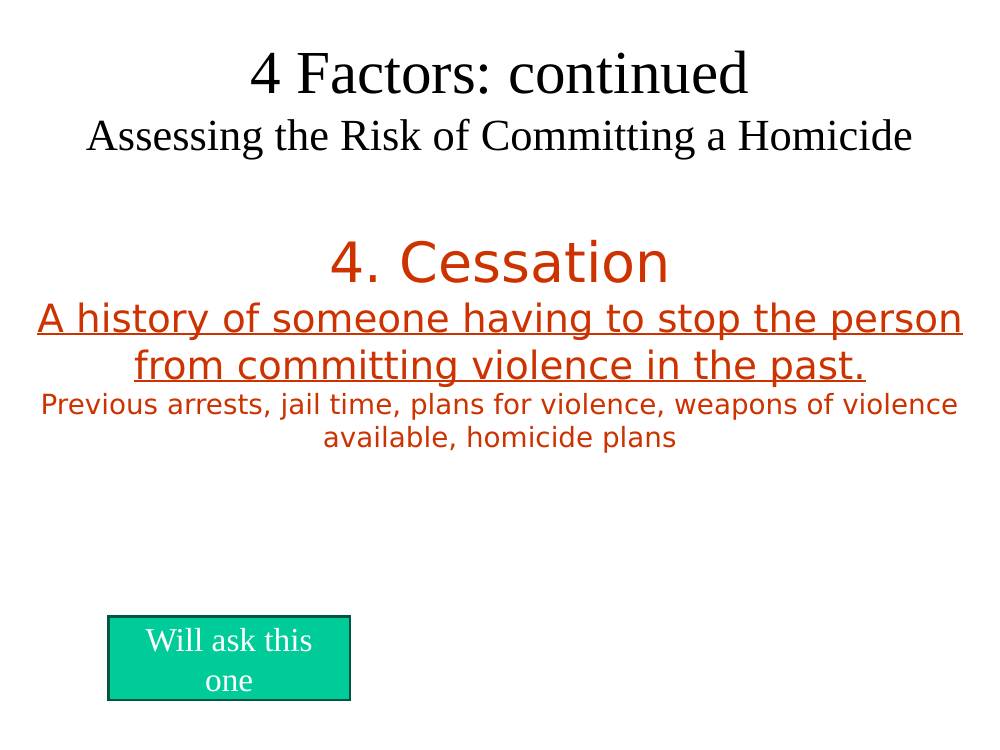 4 Factors: continued
Assessing the Risk of Committing a Homicide
4. Cessation
A history of someone having to stop the person
from committing violence in the past.
Previous arrests, jail time, plans for violence, weapons of violence
available, homicide plans
Will ask this
one